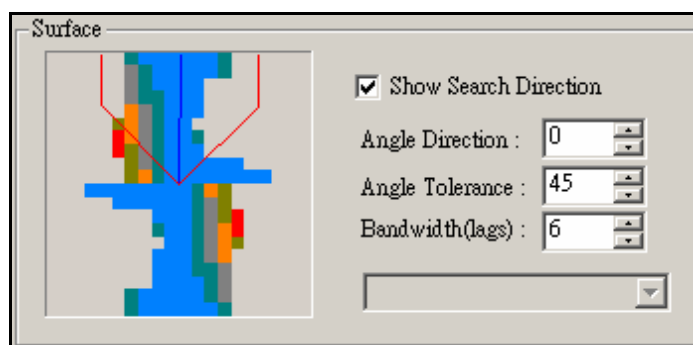 Surface
Show Search Direction
Angle Direction : 0
Angle Tolerance : 45
Bandwidth(lags) : 6